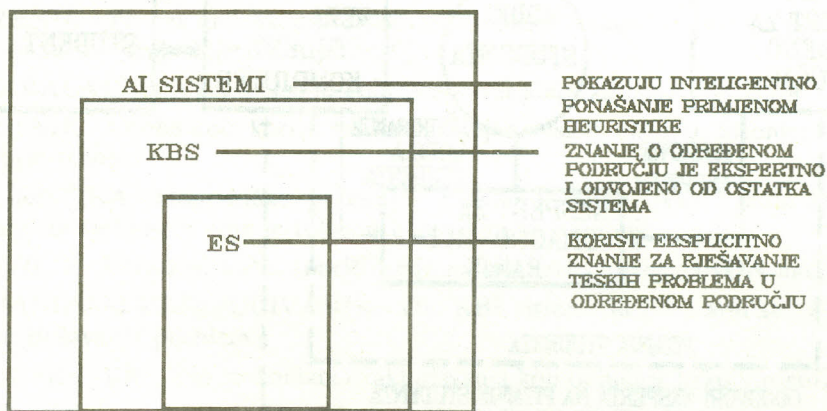 AI SISTEMI
POKAZUJU INTELIGENTNO
PONAŠANJE PRIMJENOM
HEURISTIKE
KBS
ZNANJE O ODREĐENOM
PODRUČJU JE EKSPERTNO
I ODVOJENO OD OSTATKA
SISTEMA
ES
KORISTI EKSPLICITNO
ZNANJE ZA RJEŠAVANJE
TEŠKIH PROBLEMA U
ODREĐENOM PODRUČJU